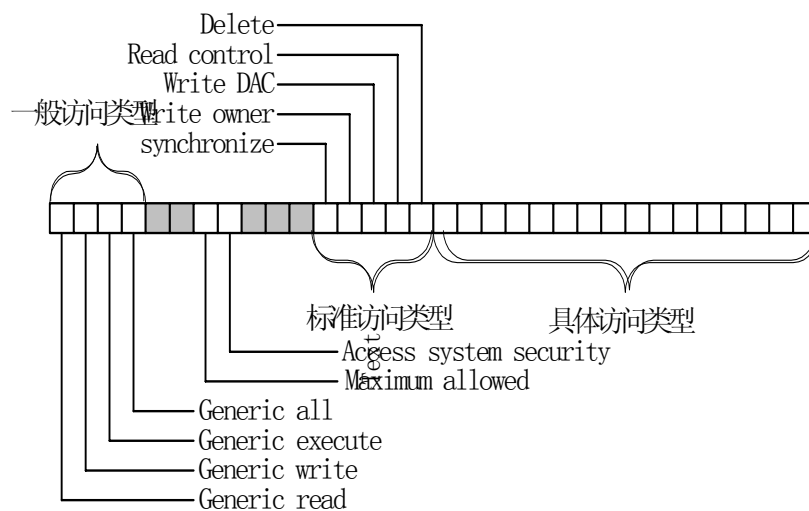 Delete
Read control
Write DAC
一般访问类型
Write owner
synchronize
标准访问类型
具体访问类型
Text
Access system security
Maximum allowed
Generic all
Generic execute
Generic write
Generic read